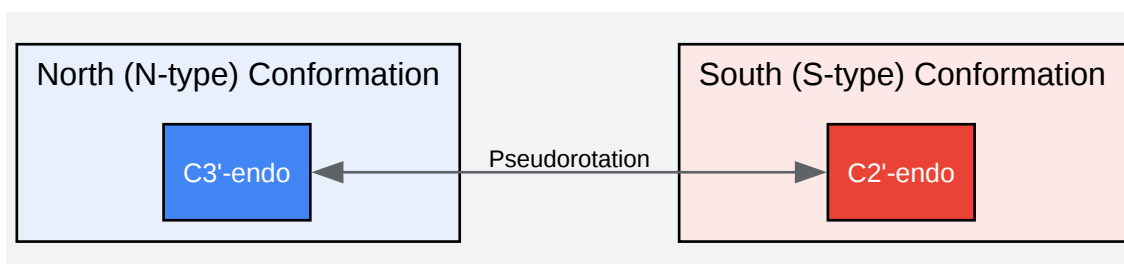 North (N-type) Conformation
South (S-type) Conformation
C3'-endo
Pseudorotation
C2'-endo